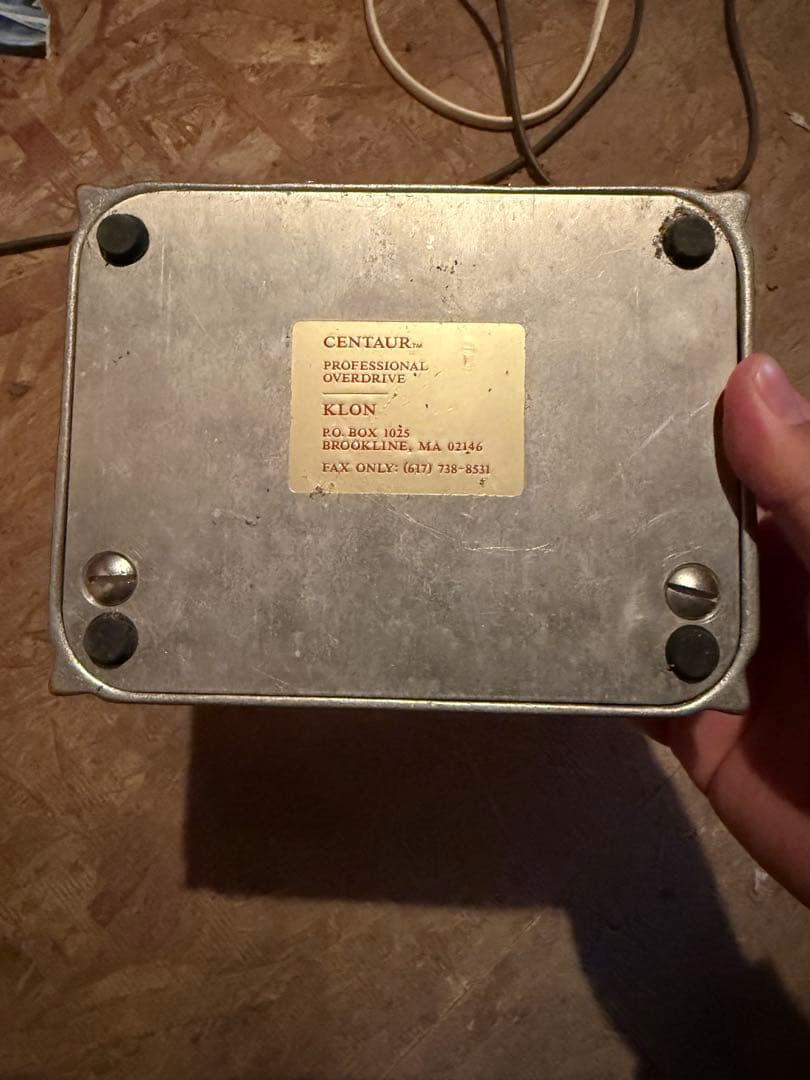 CENTAUR™
PROFESSIONAL
OVERDRIVE
KLON
P.O. BOX 1025
BROOKLINE, MA 02146
FAX ONLY: (617) 738-8531